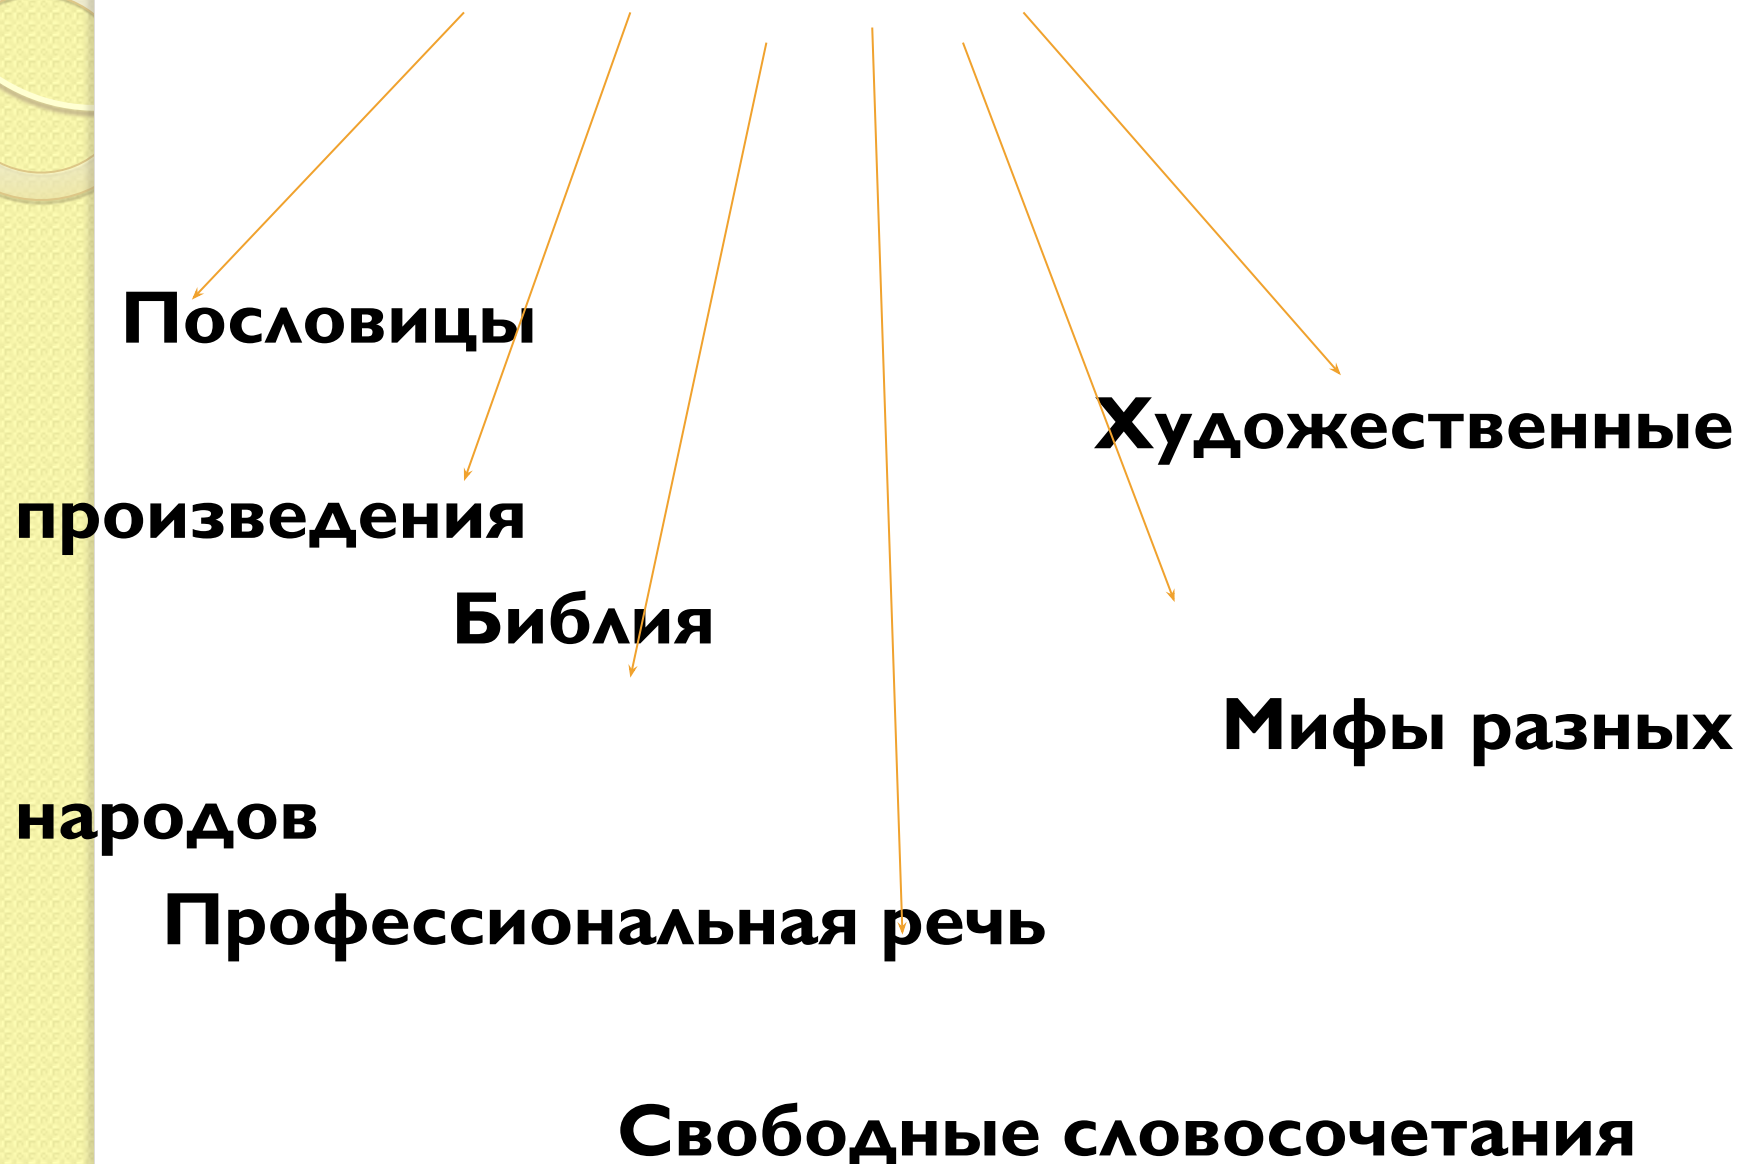 Пословицы
Художественные
произведения
Библия
Мифы разных
народов
Профессиональная речь
Свободные словосочетания